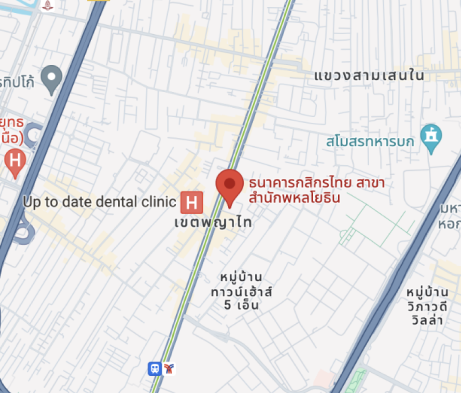 แขวงสามเสนใน
รทิปโก้
สโมสรทหารบก
ยุทธ
นือ)
H
ธนาคารกสิกรไทย สาขา
สำนักพหลโยธิน
Up to date dental clinic H
เขตพญาไท
มห
หอก
หมู่บ้าน
ทาวน์เฮ้าส์
5 เอ็น
หมู่บ้าน
วิภาวดี
วิลล่า